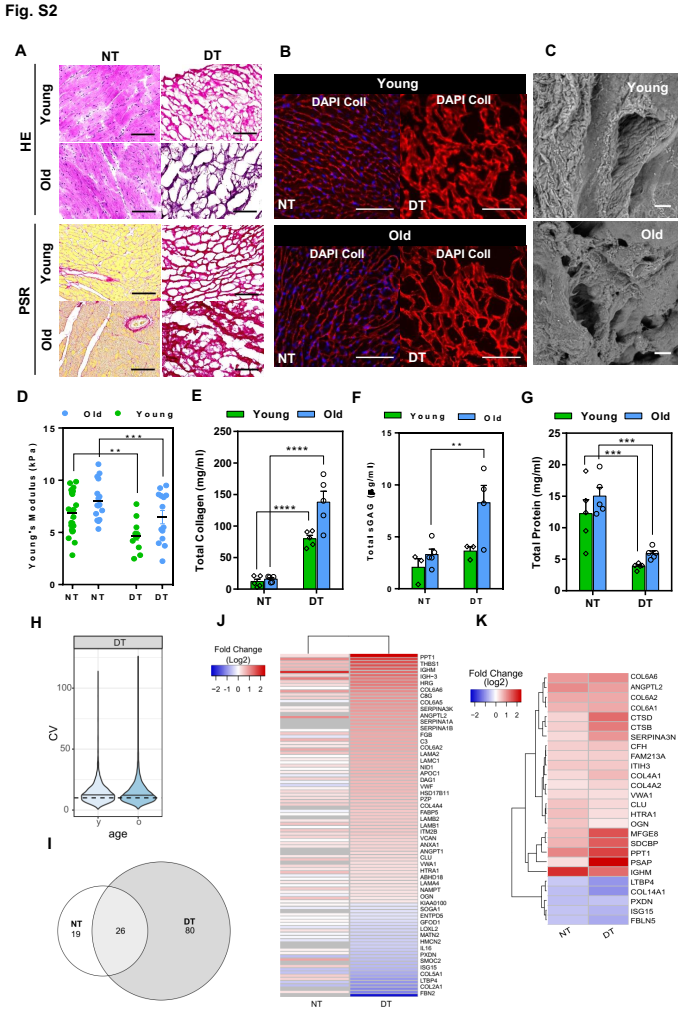 Fig. S2
A
NT
DT
HE
Young
Old
PSR
Young
Old
B
Young
DAPI Coll
DAPI Coll
NT
DT
Old
DAPI Coll
DAPI Coll
NT
DT
C
Young
Old
D
Old
Young
Young's Modulus (kPa)
15
10
5
0
**
***
NT
NT
DT
DT
E
Young
Old
Total Collagen (mg/ml)
250
200
150
100
50
0
****
****
NT
DT
F
Young
Old
15
10
5
0
**
NT
DT
G
Young
Old
Total Protein (mg/ml)
25
20
15
10
5
0
***
***
NT
DT
H
DT
CV
100
50
0
y
o
age
I
NT
19
26
DT
80
J
Fold Change
(Log2)
−2 −1 0 1 2
PPT1
THBS1
IGHM
IGH−3
HRG
COL6A6
C8G
COL6A5
SERPINA3K
ANGPTL2
SERPINA1A
SERPINA1B
FGB
C3
COL6A2
LAMA2
LAMC1
NID1
APOC1
DAG1
VWF
HSD17B11
PZP
COL4A4
FABP5
LAMB2
LAMB1
ITM2B
VCAN
ANXA1
ANGPT1
CLU
VWA1
HTRA1
ABHD18
LAMA4
NAMPT
OGN
KIAA0100
SOGA1
ENTPD5
GFOD1
LOXL2
MATN2
HMCN2
IL16
PXDN
SMOC2
ISG15
COL5A1
LTBP4
COL2A1
FBN2
NT
DT
K
Fold Change
(log2)
−2 0 1 2
COL6A6
ANGPTL2
COL6A2
COL6A1
CTSD
CTSB
SERPINA3N
CFH
FAM213A
ITIH3
COL4A1
COL4A2
VWA1
CLU
HTRA1
OGN
MFGE8
SDCBP
PPT1
PSAP
IGHM
LTBP4
COL14A1
PXDN
ISG15
FBLN5
NT
DT